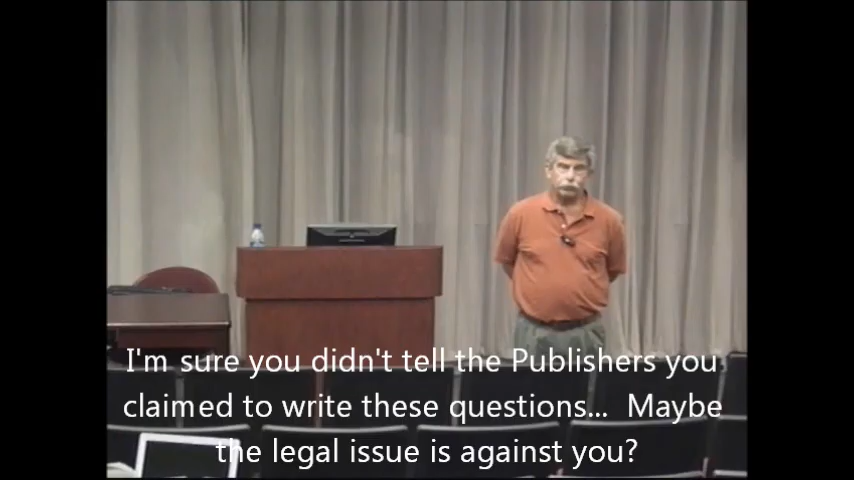 I'm sure you didn't tell the Publishers you
claimed to write these questions... Maybe
the legal issue is against you?